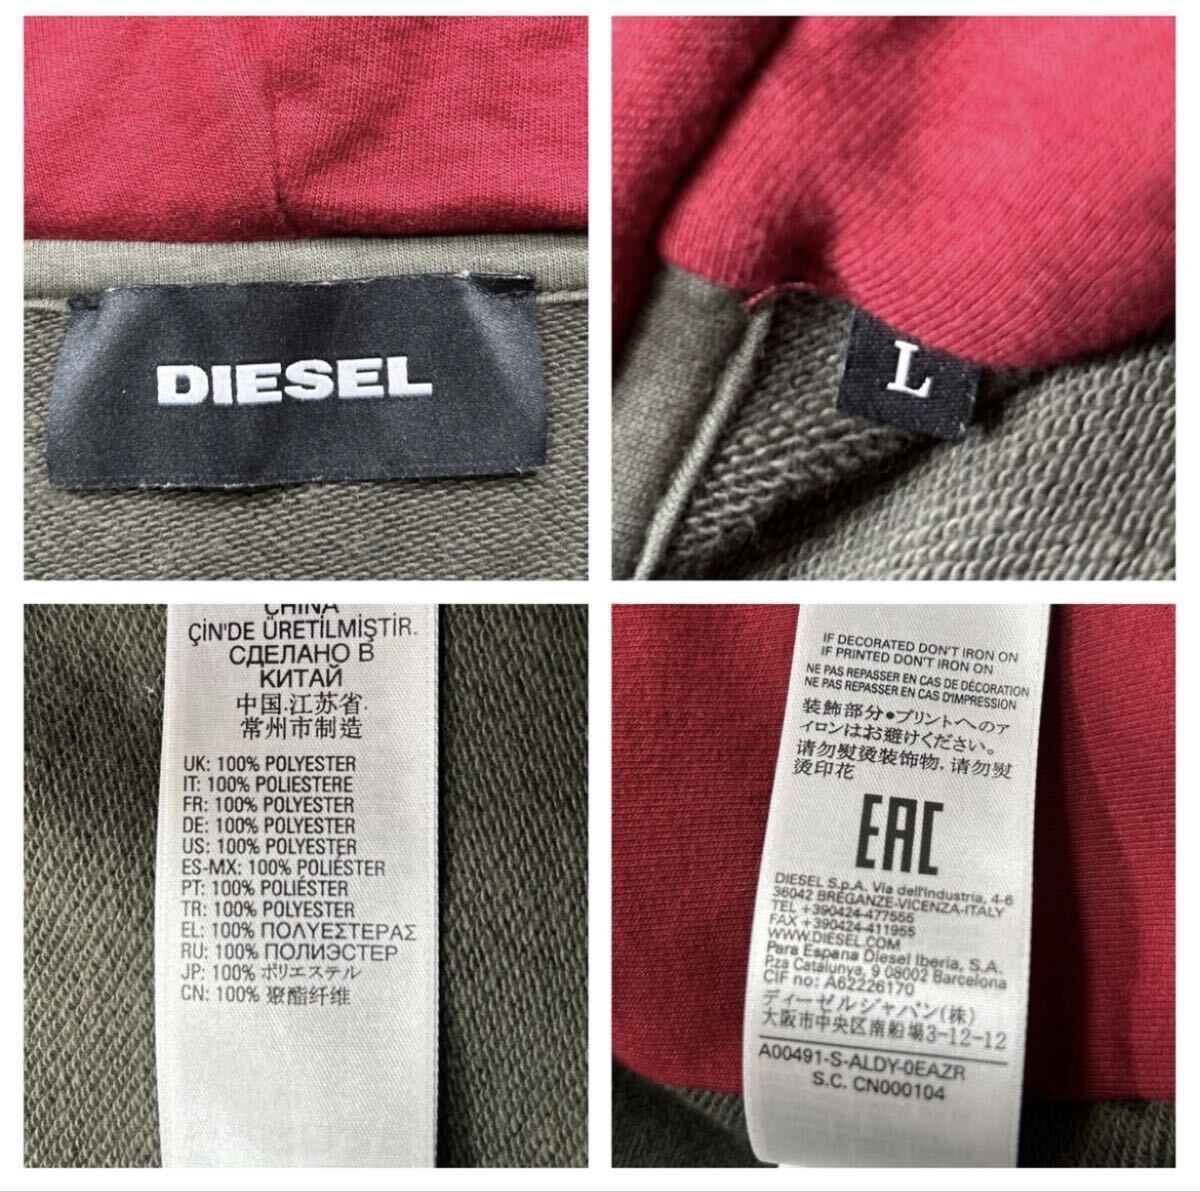 DIESEL
L
CHINA
ÇİN'DE ÜRETİLMİŞTİR.
СДЕЛАНО В
КИТАЙ
中国.江苏省.
常州市制造
UK: 100% POLYESTER
IT: 100% POLIESTERE
FR: 100% POLYESTER
DE: 100% POLYESTER
US: 100% POLYESTER
ES-MX: 100% POLIÉSTER
PT: 100% POLIÉSTER
TR: 100% POLYESTER
EL: 100% ΠΟΛΥΕΣΤΕΡΑΣ
RU: 100% ПОЛИЭСТЕР
JP: 100% ポリエステル
CN: 100% 聚酯纤维
IF DECORATED DON'T IRON ON
IF PRINTED DON'T IRON ON
NE PAS REPASSER EN CAS DE DÉCORATION
NE PAS REPASSER EN CAS D'IMPRESSION
装飾部分●プリントへのア
イロンはお避けください。
请勿熨烫装饰物, 请勿熨
烫印花
EAC
DIESEL S.p.A. Via dell'Industria, 4-6
36042 BREGANZE-VICENZA-ITALY
TEL +390424-477555
FAX +390424-411955
WWW.DIESEL.COM
Para Espana Diesel Iberia, S.A.
Pza Catalunya, 9 08002 Barcelona
CIF no: A62226170
ディーゼルジャパン(株)
大阪市中央区南船場3-12-12
A00491-S-ALDY-0EAZR
S.C. CN000104